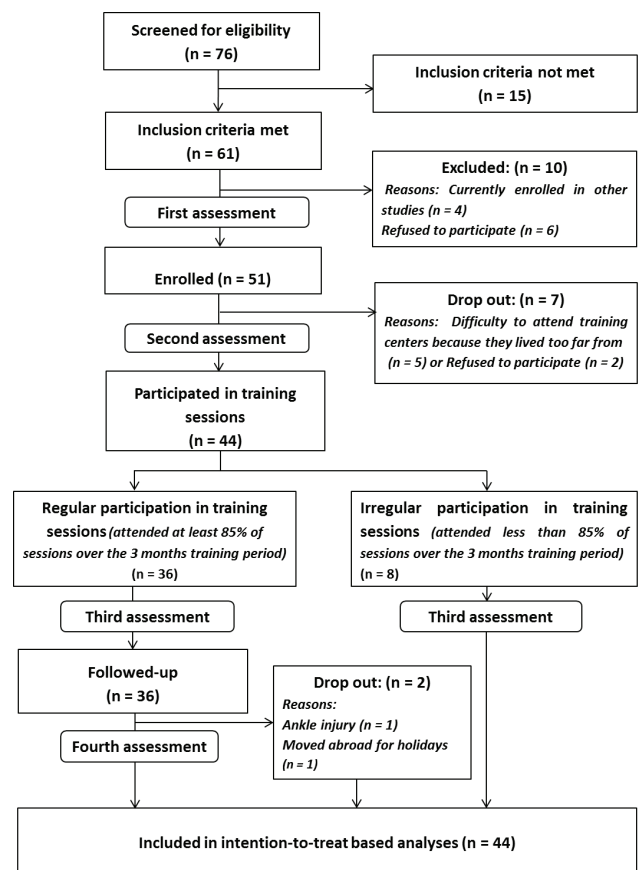 Screened for eligibility
(n = 76)
Inclusion criteria not met
(n = 15)
Inclusion criteria met
(n = 61)
Excluded: (n = 10)
Reasons: Currently enrolled in other
studies (n = 4)
Refused to participate (n = 6)
First assessment
Enrolled (n = 51)
Drop out: (n = 7)
Reasons: Difficulty to attend training
centers because they lived too far from
(n = 5) or Refused to participate (n = 2)
Second assessment
Participated in training
sessions
(n = 44)
Regular participation in training
sessions (attended at least 85% of
sessions over the 3 months training period)
(n = 36)
Irregular participation in training
sessions (attended less than 85% of
sessions over the 3 months training period)
(n = 8)
Third assessment
Third assessment
Followed-up
(n = 36)
Drop out: (n = 2)
Reasons:
Ankle injury (n = 1)
Moved abroad for holidays
(n = 1)
Fourth assessment
Included in intention-to-treat based analyses (n = 44)